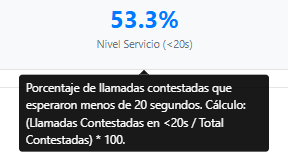 53.3%
Nivel Servicio (<20s)
Porcentaje de llamadas contestadas que
esperaron menos de 20 segundos. Cálculo:
(Llamadas Contestadas en <20s / Total
Contestadas) * 100.